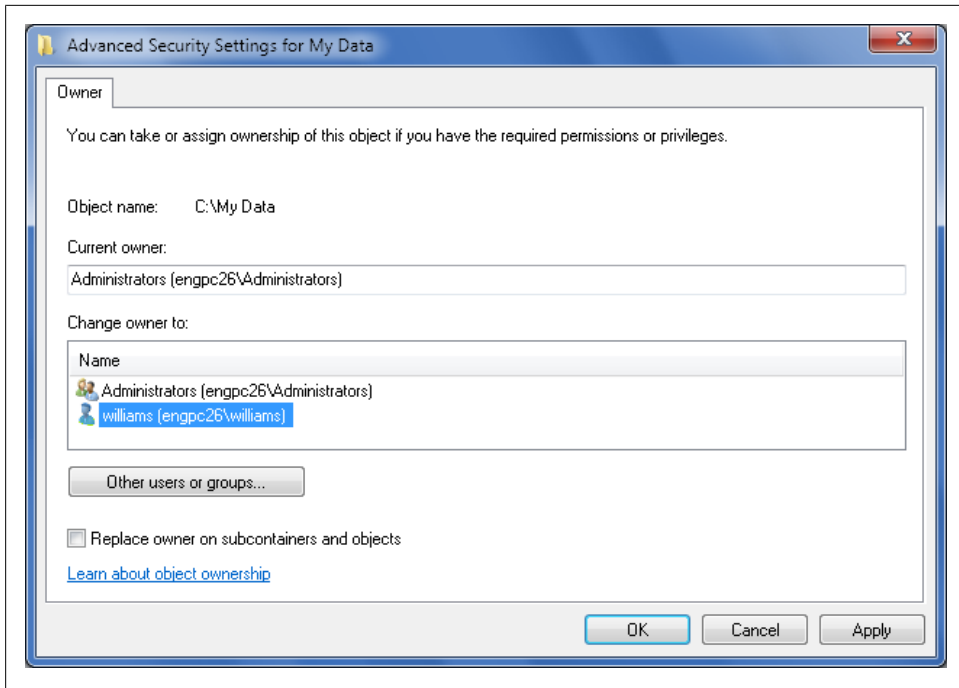 Advanced Security Settings for My Data
Owner
You can take or assign ownership of this object if you have the required permissions or privileges.
Object name: C:\My Data
Current owner:
Administrators (engpc26\Administrators)
Change owner to:
Name
Administrators (engpc26\Administrators)
williams (engpc26\williams)
Other users or groups...
Replace owner on subcontainers and objects
Learn about object ownership
OK Cancel Apply